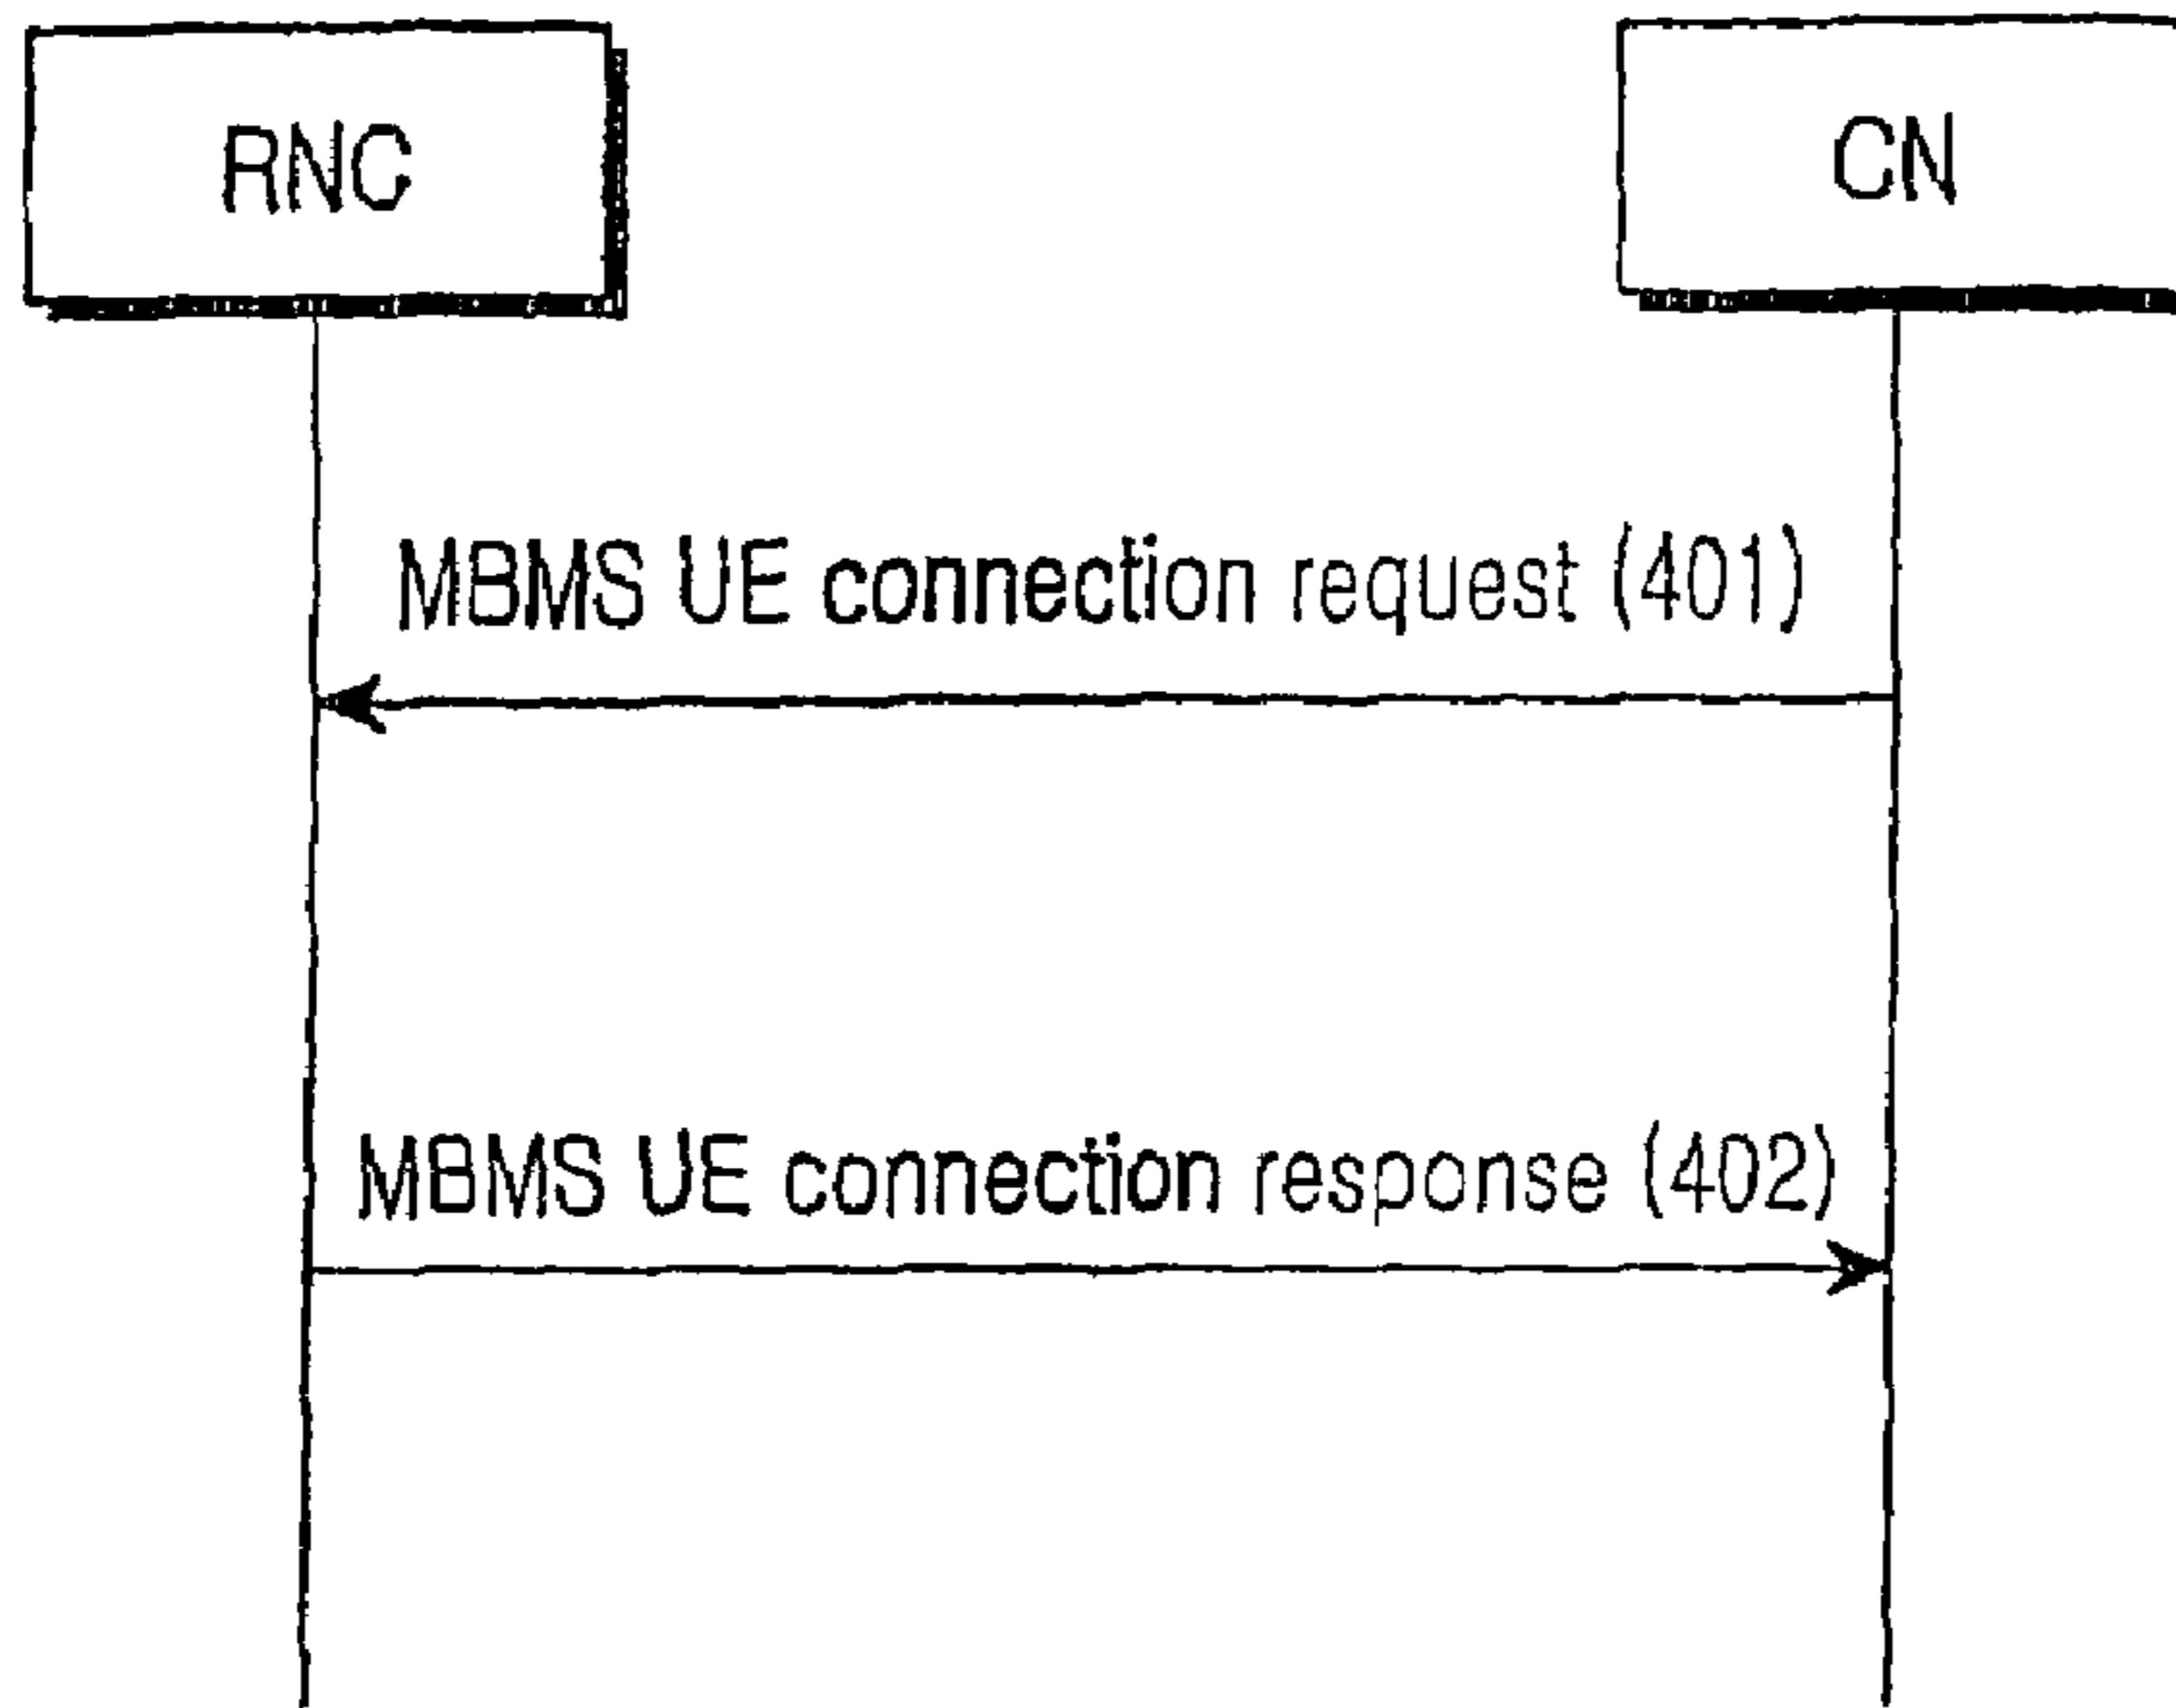 RNC
CN
MBMS UE connection request (401)
MBMS UE connection response (402)